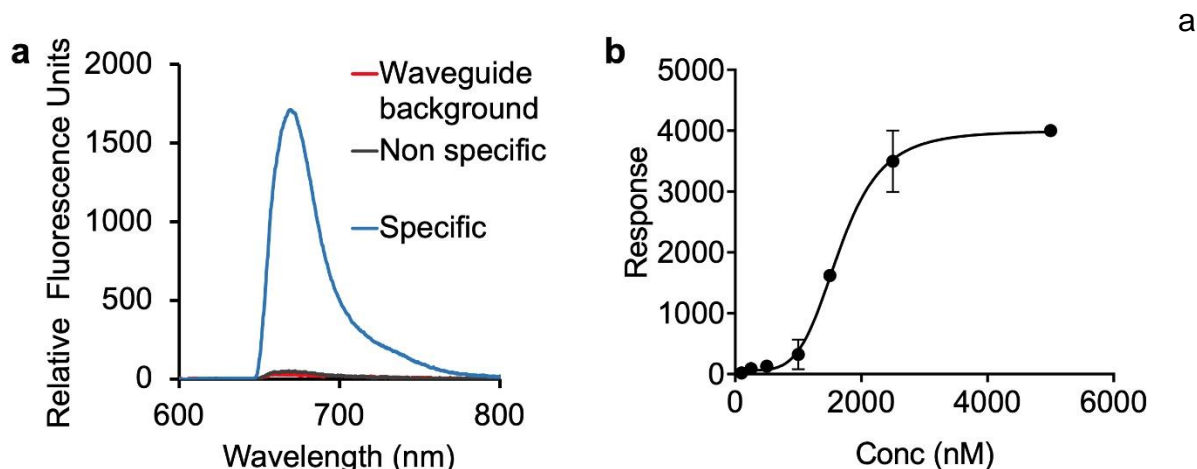 a
a
Relative Fluorescence Units
2000
1500
1000
500
0
600
700
800
Wavelength (nm)
Waveguide
background
Non specific
Specific
b
Response
5000
4000
3000
2000
1000
0
0
2000
4000
6000
Conc (nM)